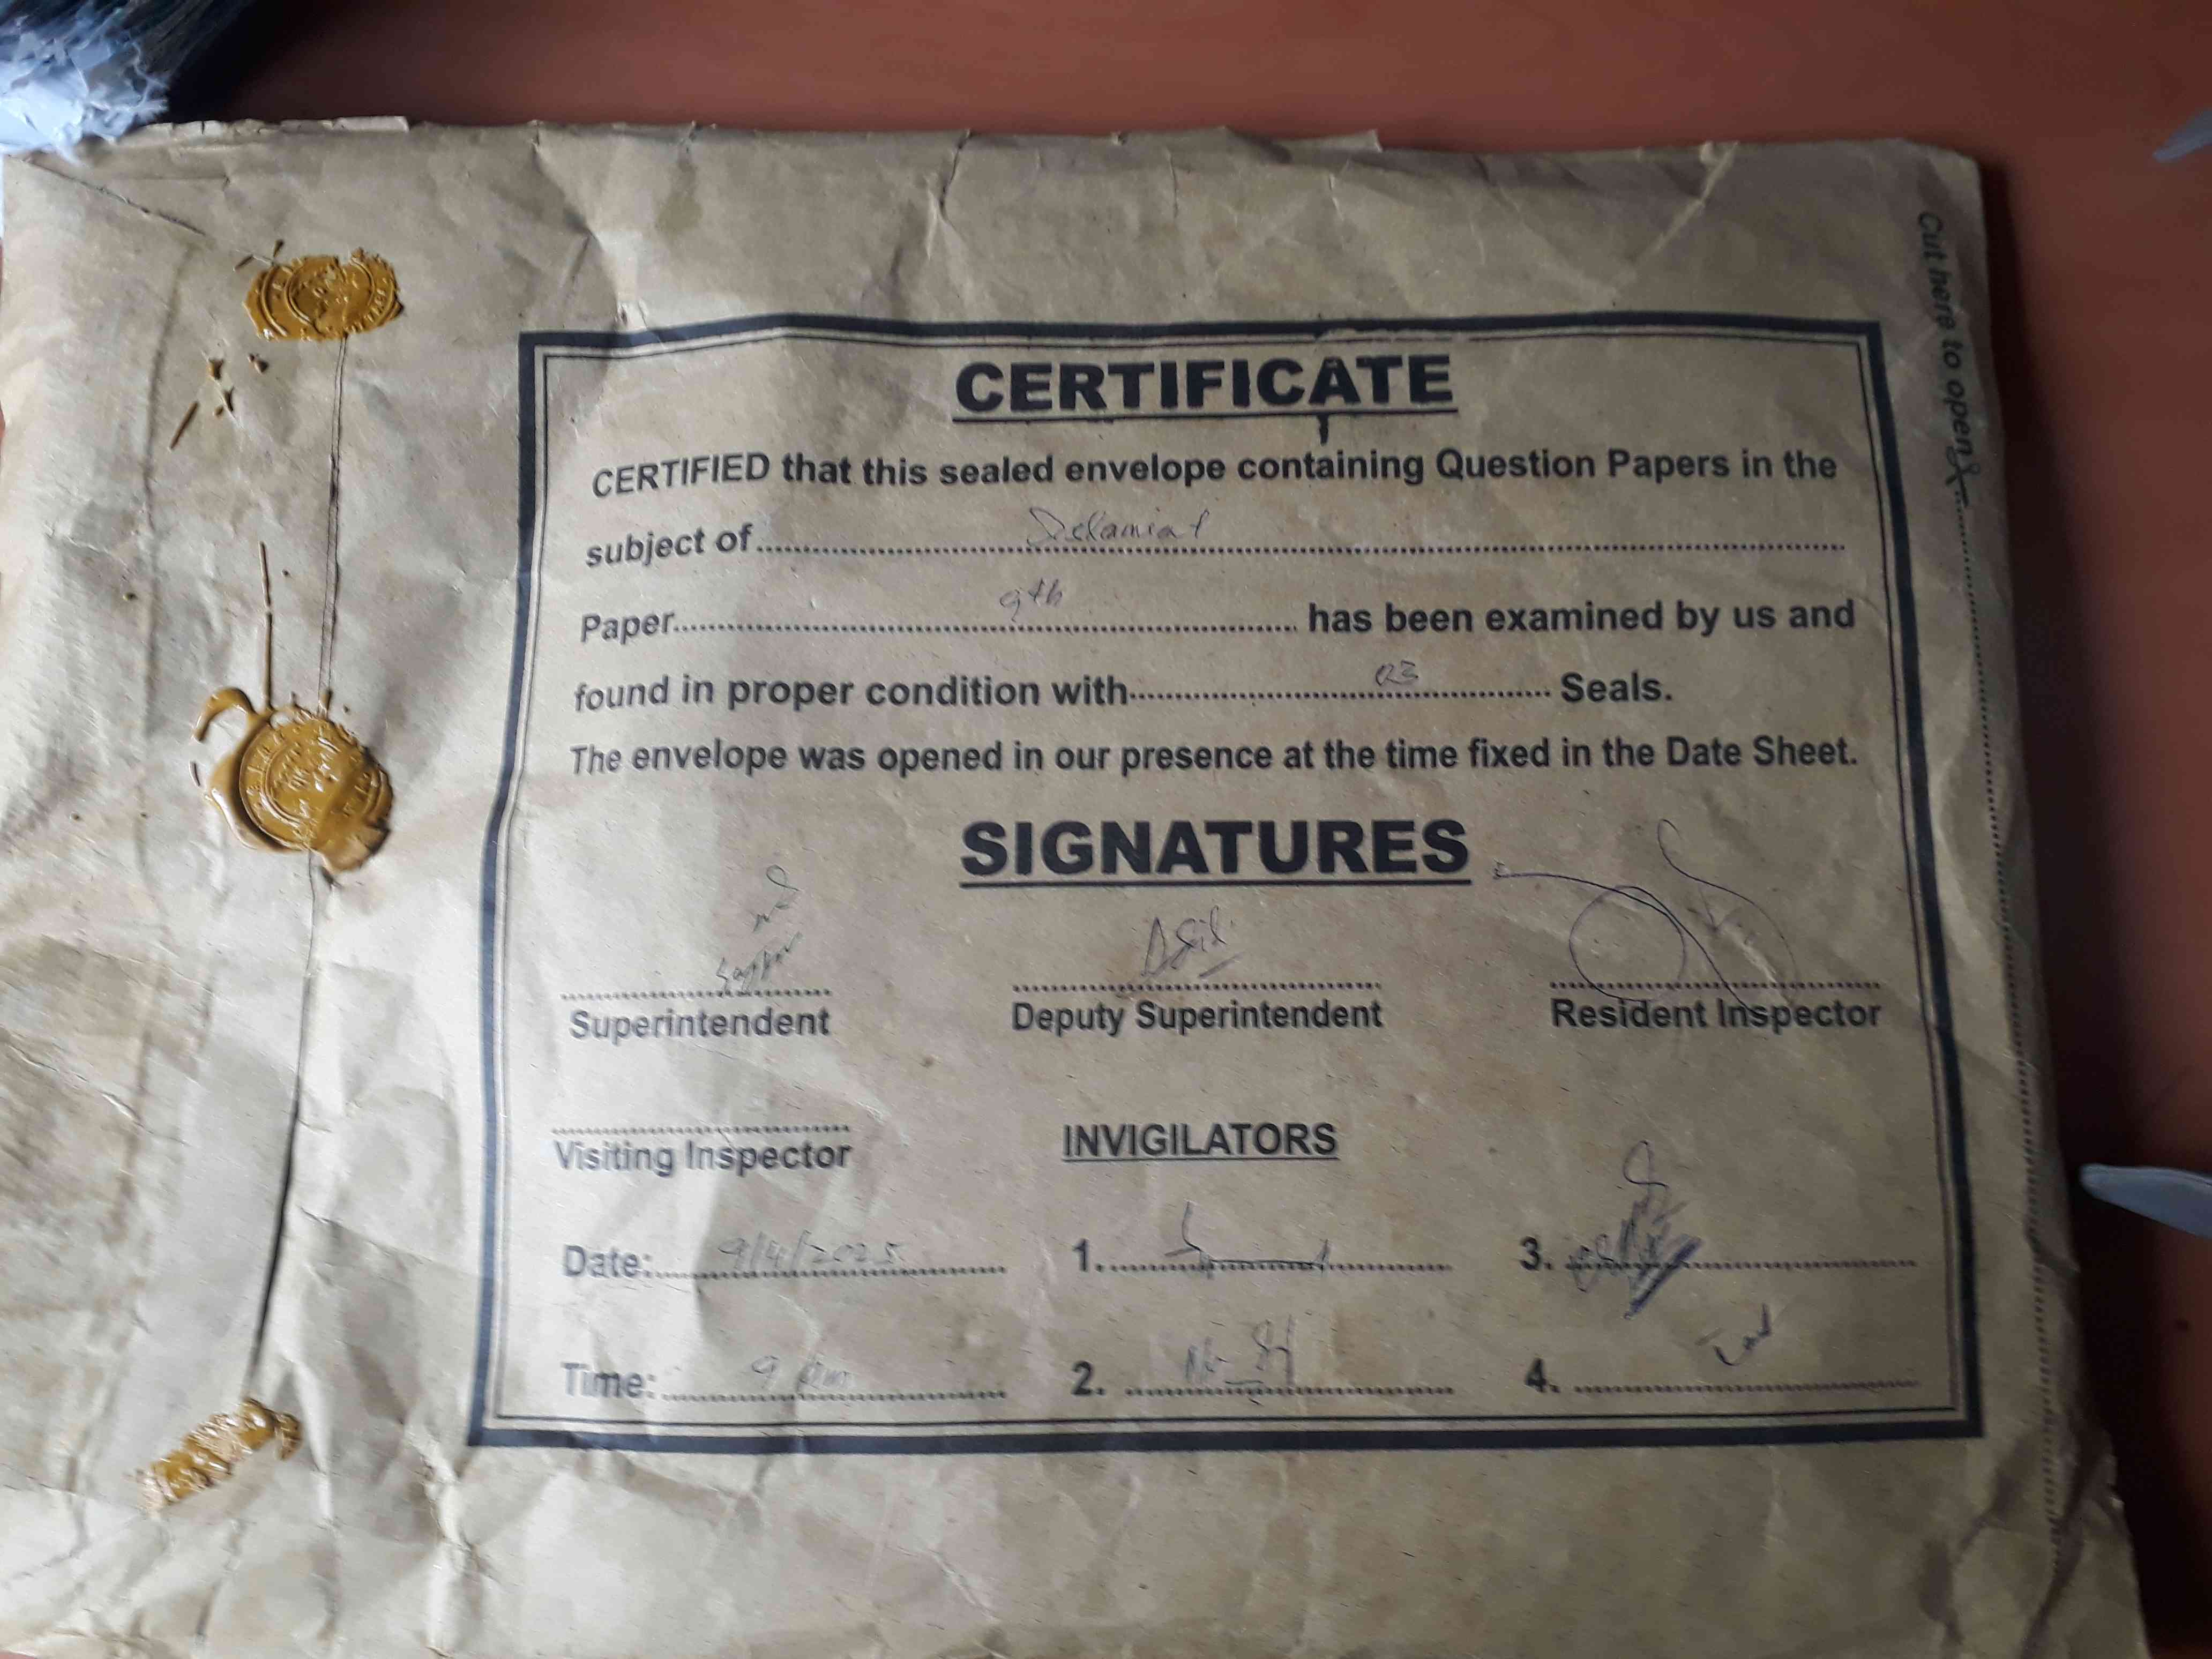 Cut here to open
CERTIFICATE
CERTIFIED that this sealed envelope containing Question Papers in the
subject of Islamiat
Paper 9th has been examined by us and
found in proper condition with 03 Seals.
The envelope was opened in our presence at the time fixed in the Date Sheet.
SIGNATURES
Superintendent Deputy Superintendent Resident Inspector
Visiting Inspector INVIGILATORS
Date: 9/4/2025 1. 3.
Time: 9 2. 4.